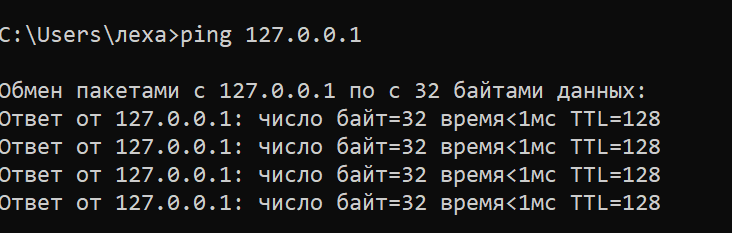 C:\Users\леха>ping 127.0.0.1
Обмен пакетами с 127.0.0.1 по с 32 байтами данных:
Ответ от 127.0.0.1: число байт=32 время<1мс TTL=128
Ответ от 127.0.0.1: число байт=32 время<1мс TTL=128
Ответ от 127.0.0.1: число байт=32 время<1мс TTL=128
Ответ от 127.0.0.1: число байт=32 время<1мс TTL=128